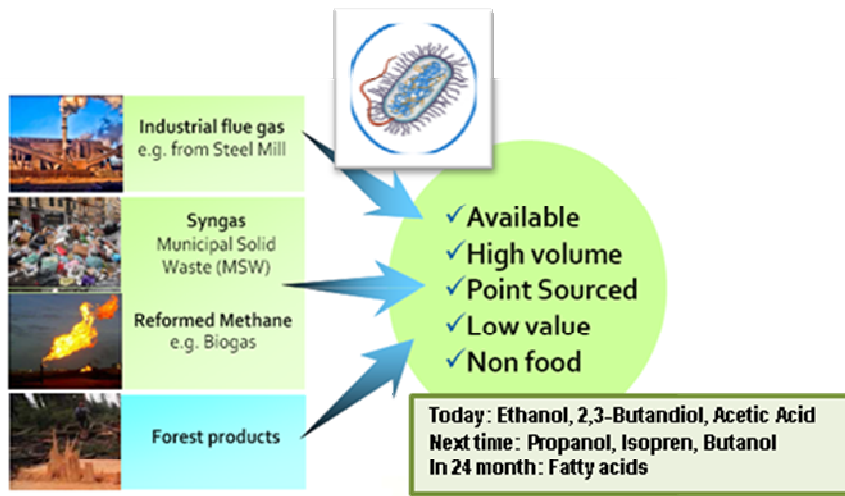 Industrial flue gas
e.g. from Steel Mill
Syngas
Municipal Solid
Waste (MSW)
Reformed Methane
e.g. Biogas
Forest products
✓Available
✓High volume
✓Point Sourced
✓Low value
✓Non food
Today: Ethanol, 2,3-Butandiol, Acetic Acid
Next time: Propanol, Isopren, Butanol
In 24 month: Fatty acids